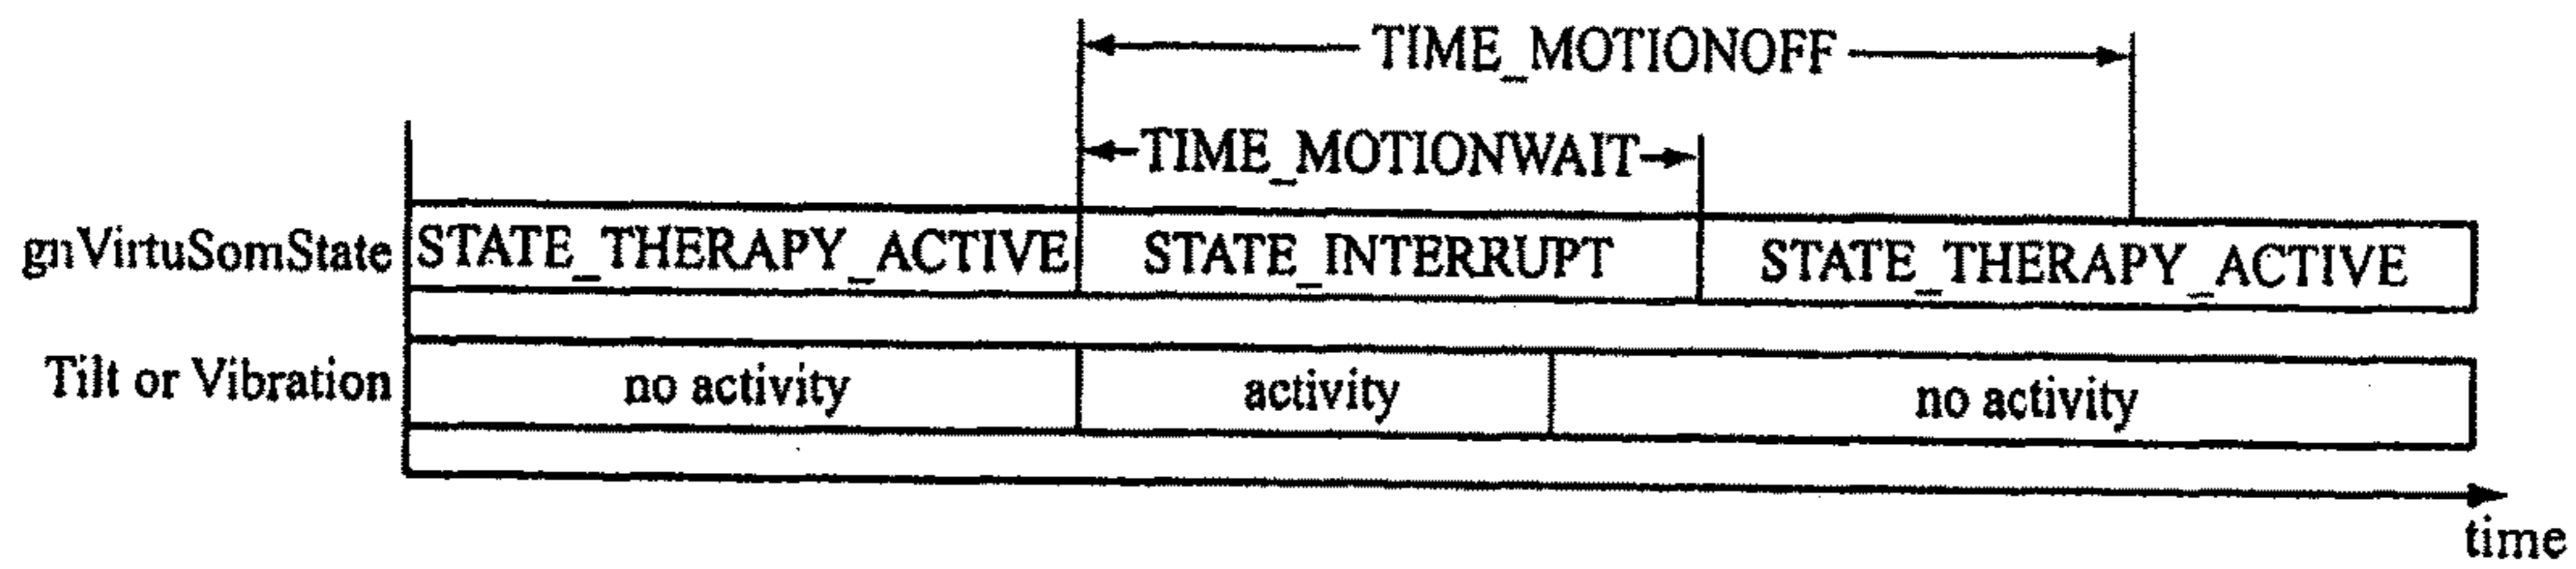 TIME_MOTIONOFF
TIME_MOTIONWAIT
gnVirtuSomState STATE_THERAPY_ACTIVE STATE_INTERRUPT STATE_THERAPY_ACTIVE
Tilt or Vibration no activity activity no activity
time